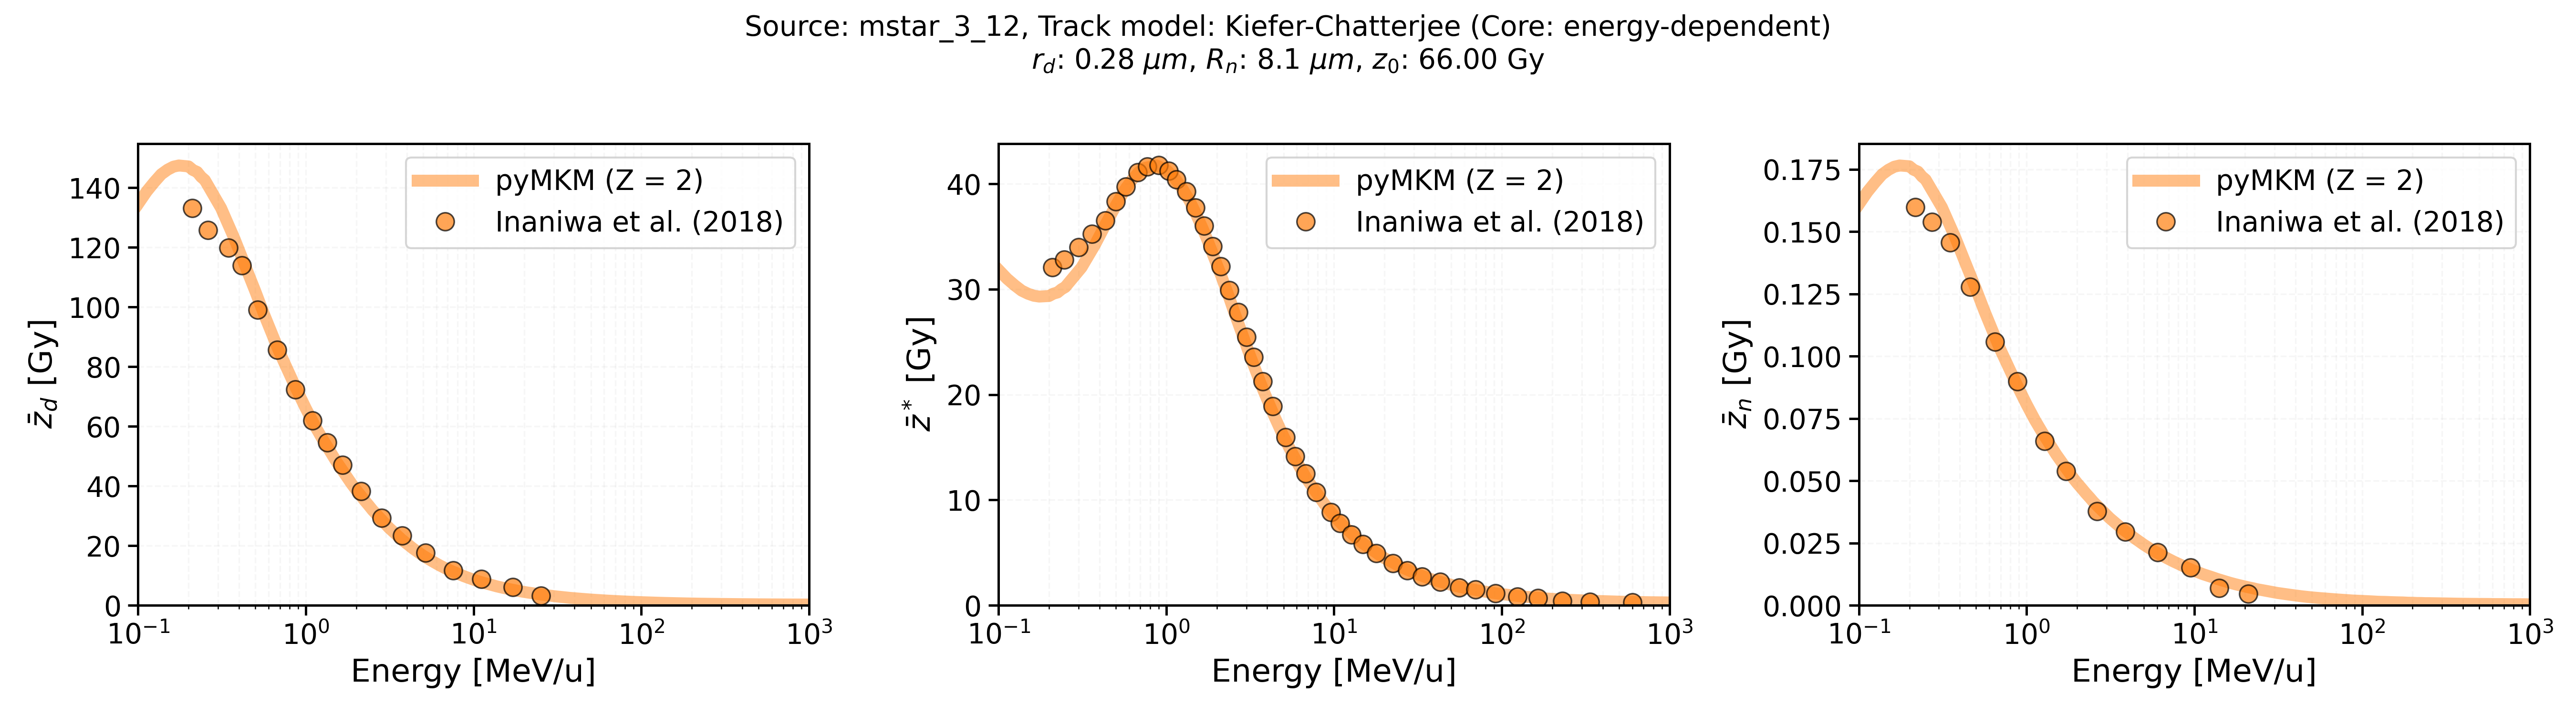 Source: mstar_3_12, Track model: Kiefer-Chatterjee (Core: energy-dependent)
r_d: 0.28 μm, R_n: 8.1 μm, z_0: 66.00 Gy
z̄_d [Gy]
140
120
100
80
60
40
20
0
10^-1
10^0
10^1
10^2
10^3
Energy [MeV/u]
pyMKM (Z = 2)
Inaniwa et al. (2018)
z̄* [Gy]
40
30
20
10
0
10^-1
10^0
10^1
10^2
10^3
Energy [MeV/u]
pyMKM (Z = 2)
Inaniwa et al. (2018)
z̄_n [Gy]
0.175
0.150
0.125
0.100
0.075
0.050
0.025
0.000
10^-1
10^0
10^1
10^2
10^3
Energy [MeV/u]
pyMKM (Z = 2)
Inaniwa et al. (2018)